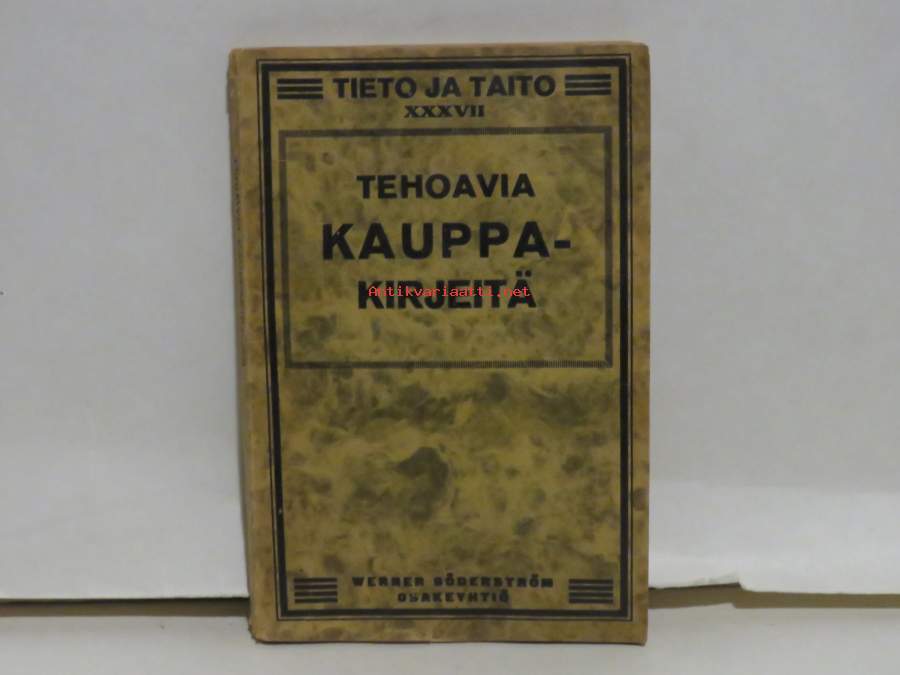 TIETO JA TAITO
XXXVII
TEHOAVIA
KAUPPA-
KIRJEITÄ
Antikvariaatti.net
WERNER SÖDERSTRÖM
OSAKEYHTIÖ